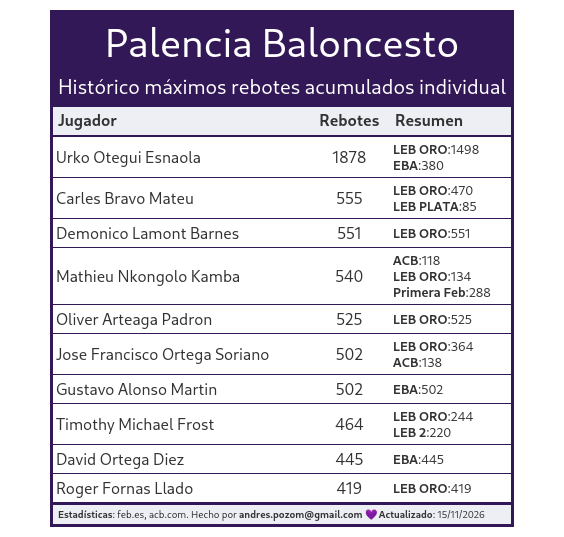 Palencia Baloncesto
Histórico máximos rebotes acumulados individual
Jugador Rebotes Resumen
Urko Otegui Esnaola 1878 LEB ORO:1498
EBA:380
Carles Bravo Mateu 555 LEB ORO:470
LEB PLATA:85
Demonico Lamont Barnes 551 LEB ORO:551
Mathieu Nkongolo Kamba 540 ACB:118
LEB ORO:134
Primera Feb:288
Oliver Arteaga Padron 525 LEB ORO:525
Jose Francisco Ortega Soriano 502 LEB ORO:364
ACB:138
Gustavo Alonso Martin 502 EBA:502
Timothy Michael Frost 464 LEB ORO:244
LEB 2:220
David Ortega Diez 445 EBA:445
Roger Fornas Llado 419 LEB ORO:419
Estadísticas: feb.es, acb.com. Hecho por andres.pozom@gmail.com 💜 Actualizado: 15/11/2026